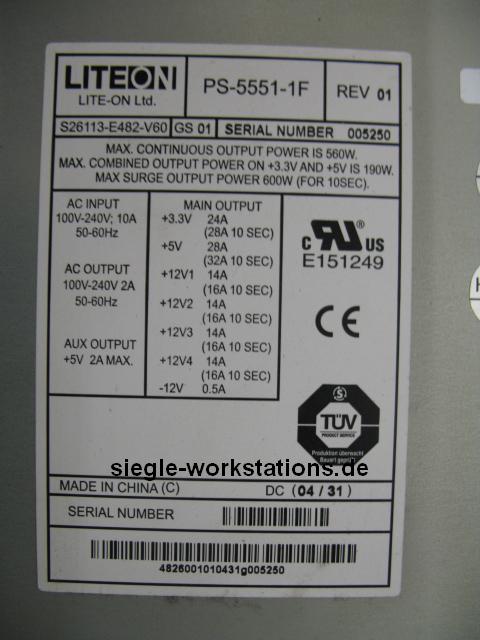 LITEON
LITE-ON Ltd.
PS-5551-1F
REV 01
S26113-E482-V60 GS 01 SERIAL NUMBER 005250
MAX. CONTINUOUS OUTPUT POWER IS 560W.
MAX. COMBINED OUTPUT POWER ON +3.3V AND +5V IS 190W.
MAX SURGE OUTPUT POWER 600W (FOR 10SEC).
AC INPUT
100V-240V; 10A
50-60Hz
AC OUTPUT
100V-240V 2A
50-60Hz
AUX OUTPUT
+5V 2A MAX.
MAIN OUTPUT
+3.3V 24A
(28A 10 SEC)
+5V 28A
(32A 10 SEC)
+12V1 14A
(16A 10 SEC)
+12V2 14A
(16A 10 SEC)
+12V3 14A
(16A 10 SEC)
+12V4 14A
(16A 10 SEC)
-12V 0.5A
c RU US
E151249
CE
S
TÜV
PRODUCT SERVICE
Produktion überwacht
Bauart geprüft
siegle-workstations.de
MADE IN CHINA (C)
DC (04 / 31)
SERIAL NUMBER
4826001010431g005250